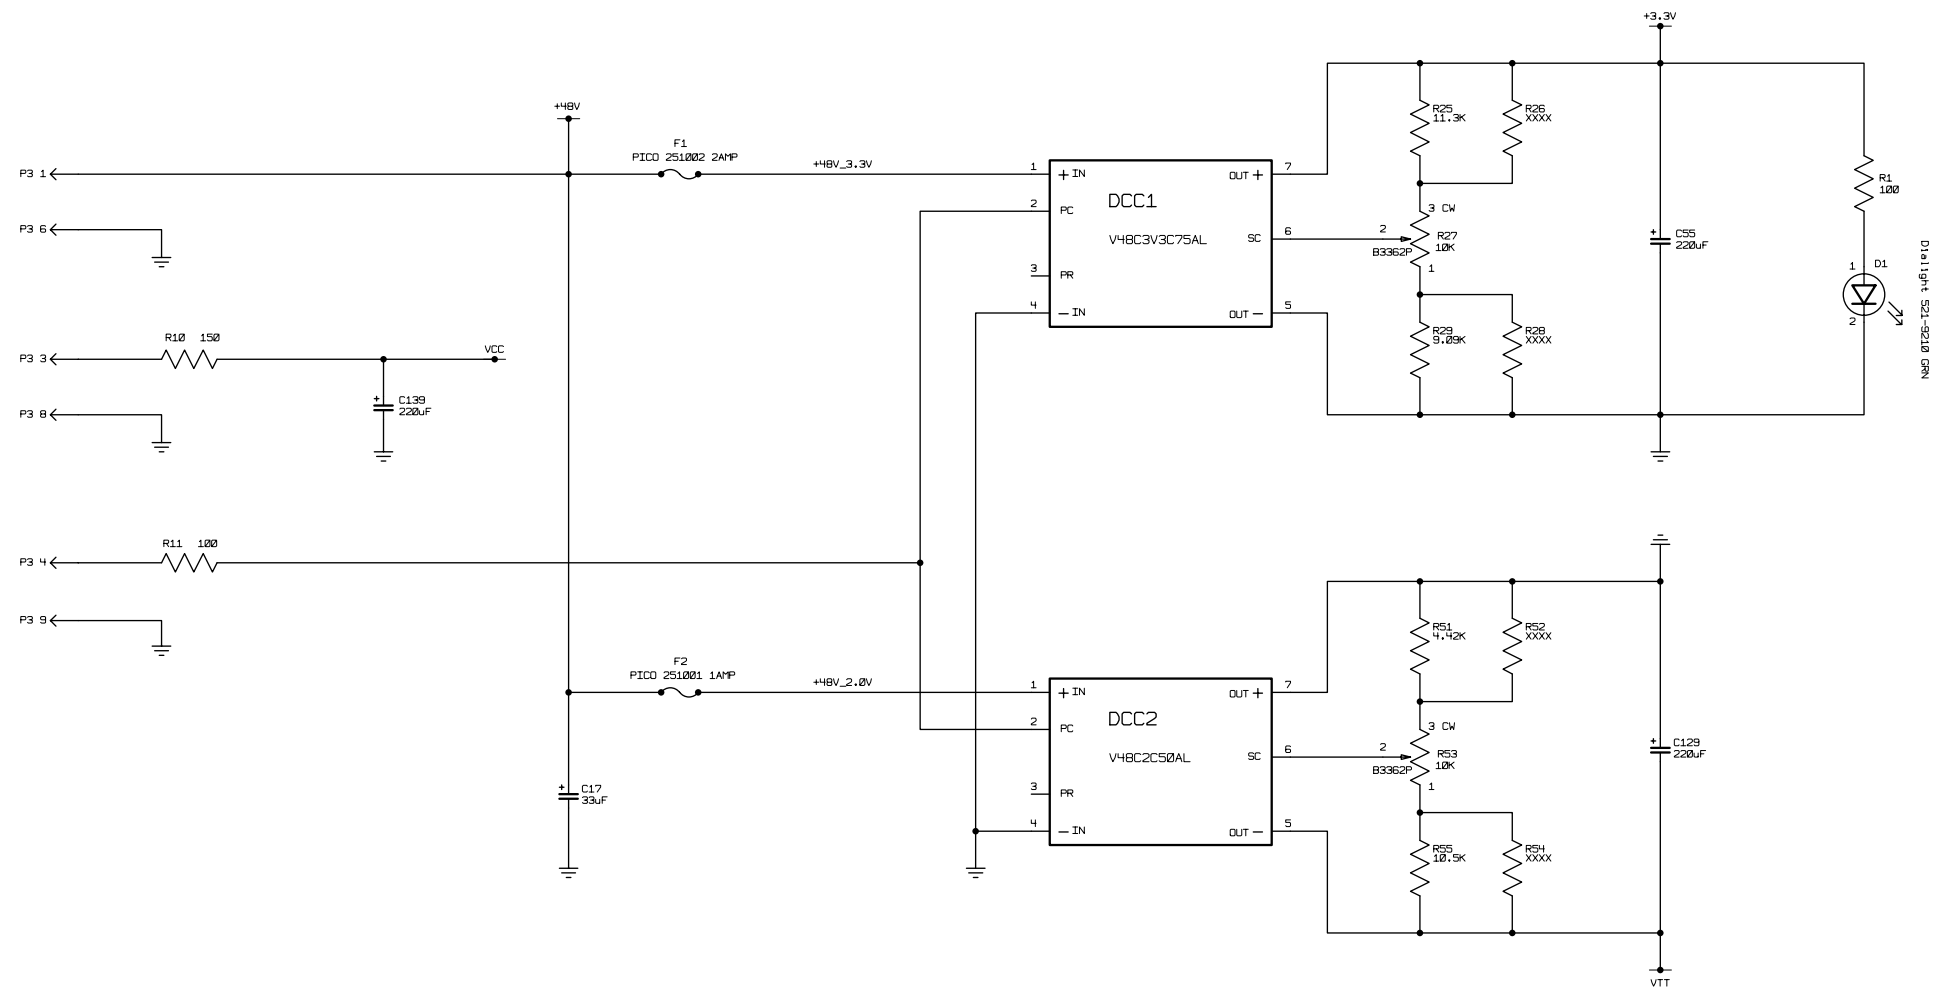 +3.3V
+48V
F1
PICO 251002 2AMP
+48V_3.3V
P3 1
P3 6
1
+ IN
2
PC
3
PR
4
− IN
DCC1
V48C3V3C75AL
OUT +
7
SC
6
OUT −
5
R25
11.3K
R26
XXXX
3 CW
2
B3362P
R27
10K
1
R29
9.09K
R28
XXXX
+
C55
220uF
R1
100
1
D1
2
Dialight 521-9210 GRN
R10 150
P3 3
VCC
+
C139
220uF
P3 8
R11 100
P3 4
P3 9
F2
PICO 251001 1AMP
+48V_2.0V
+
C17
33uF
1
+ IN
2
PC
3
PR
4
− IN
DCC2
V48C2C50AL
OUT +
7
SC
6
OUT −
5
R51
4.42K
R52
XXXX
3 CW
2
B3362P
R53
10K
1
R55
10.5K
R54
XXXX
+
C129
220uF
VTT